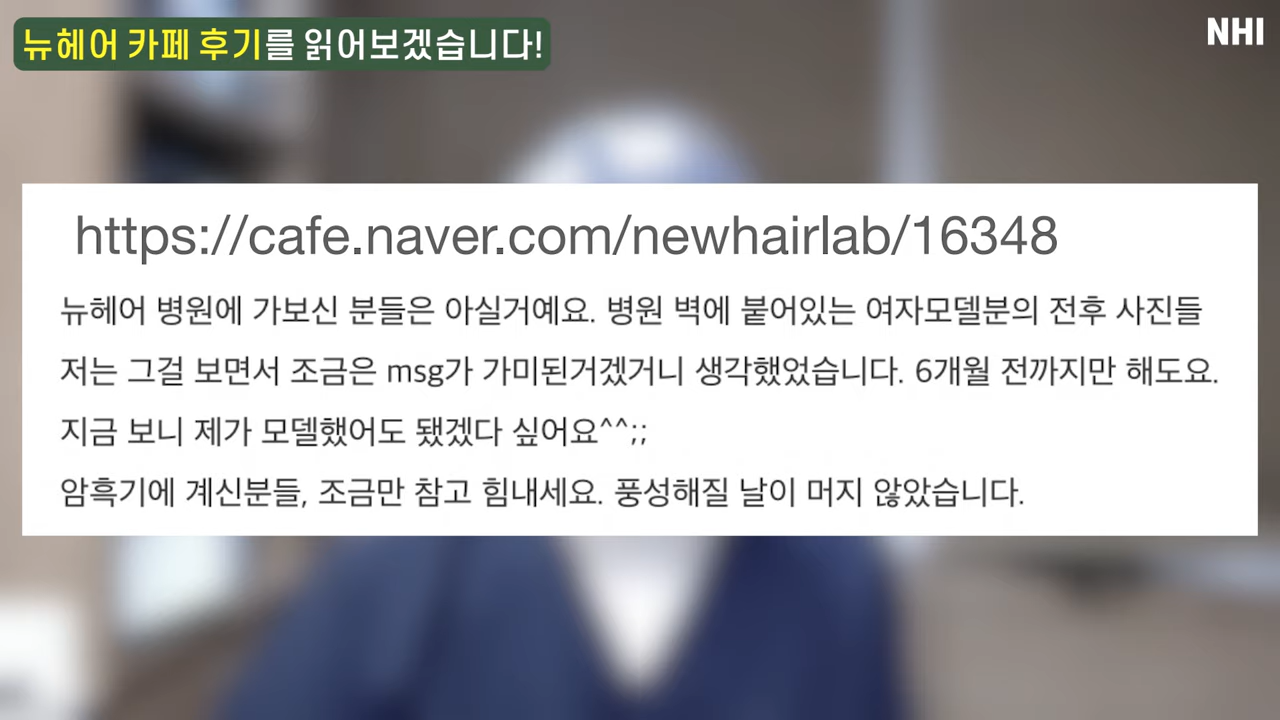 뉴헤어 카페 후기를 읽어보겠습니다!
NHI
https://cafe.naver.com/newhairlab/16348
뉴헤어 병원에 가보신 분들은 아실거예요. 병원 벽에 붙어있는 여자모델분의 전후 사진들
저는 그걸 보면서 조금은 msg가 가미된거겠거니 생각했었습니다. 6개월 전까지만 해도요.
지금 보니 제가 모델했어도 됐겠다 싶어요^^;;
암흑기에 계신분들, 조금만 참고 힘내세요. 풍성해질 날이 머지 않았습니다.